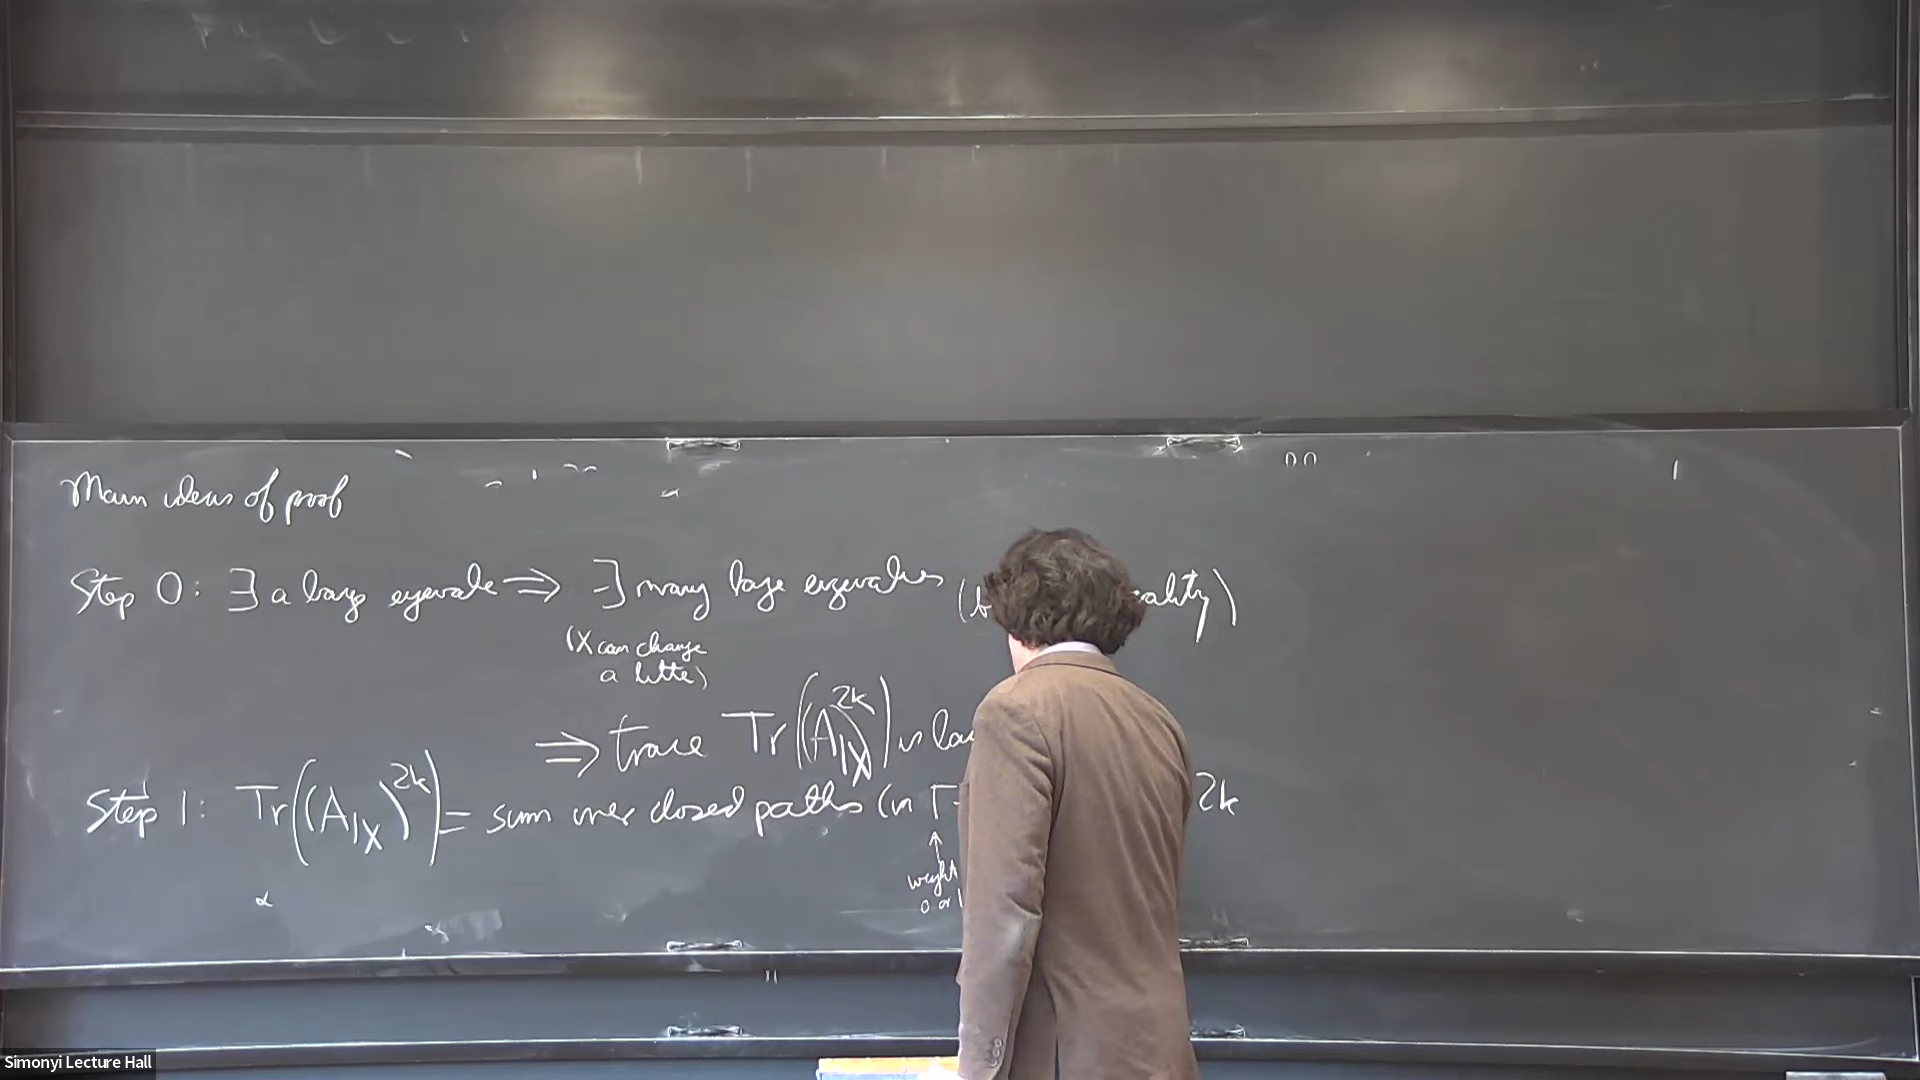 Main ideas of proof
Step 0: ∃ a large eigenvalue ⟹ ∃ many large eigenvalues
(X can change
a little)
⟹ trace Tr((A|X)^2k) is
Step 1: Tr((A|X)^2k) = sum over closed paths (in Γ 2k
weight
0 or 1
α
Simonyi Lecture Hall